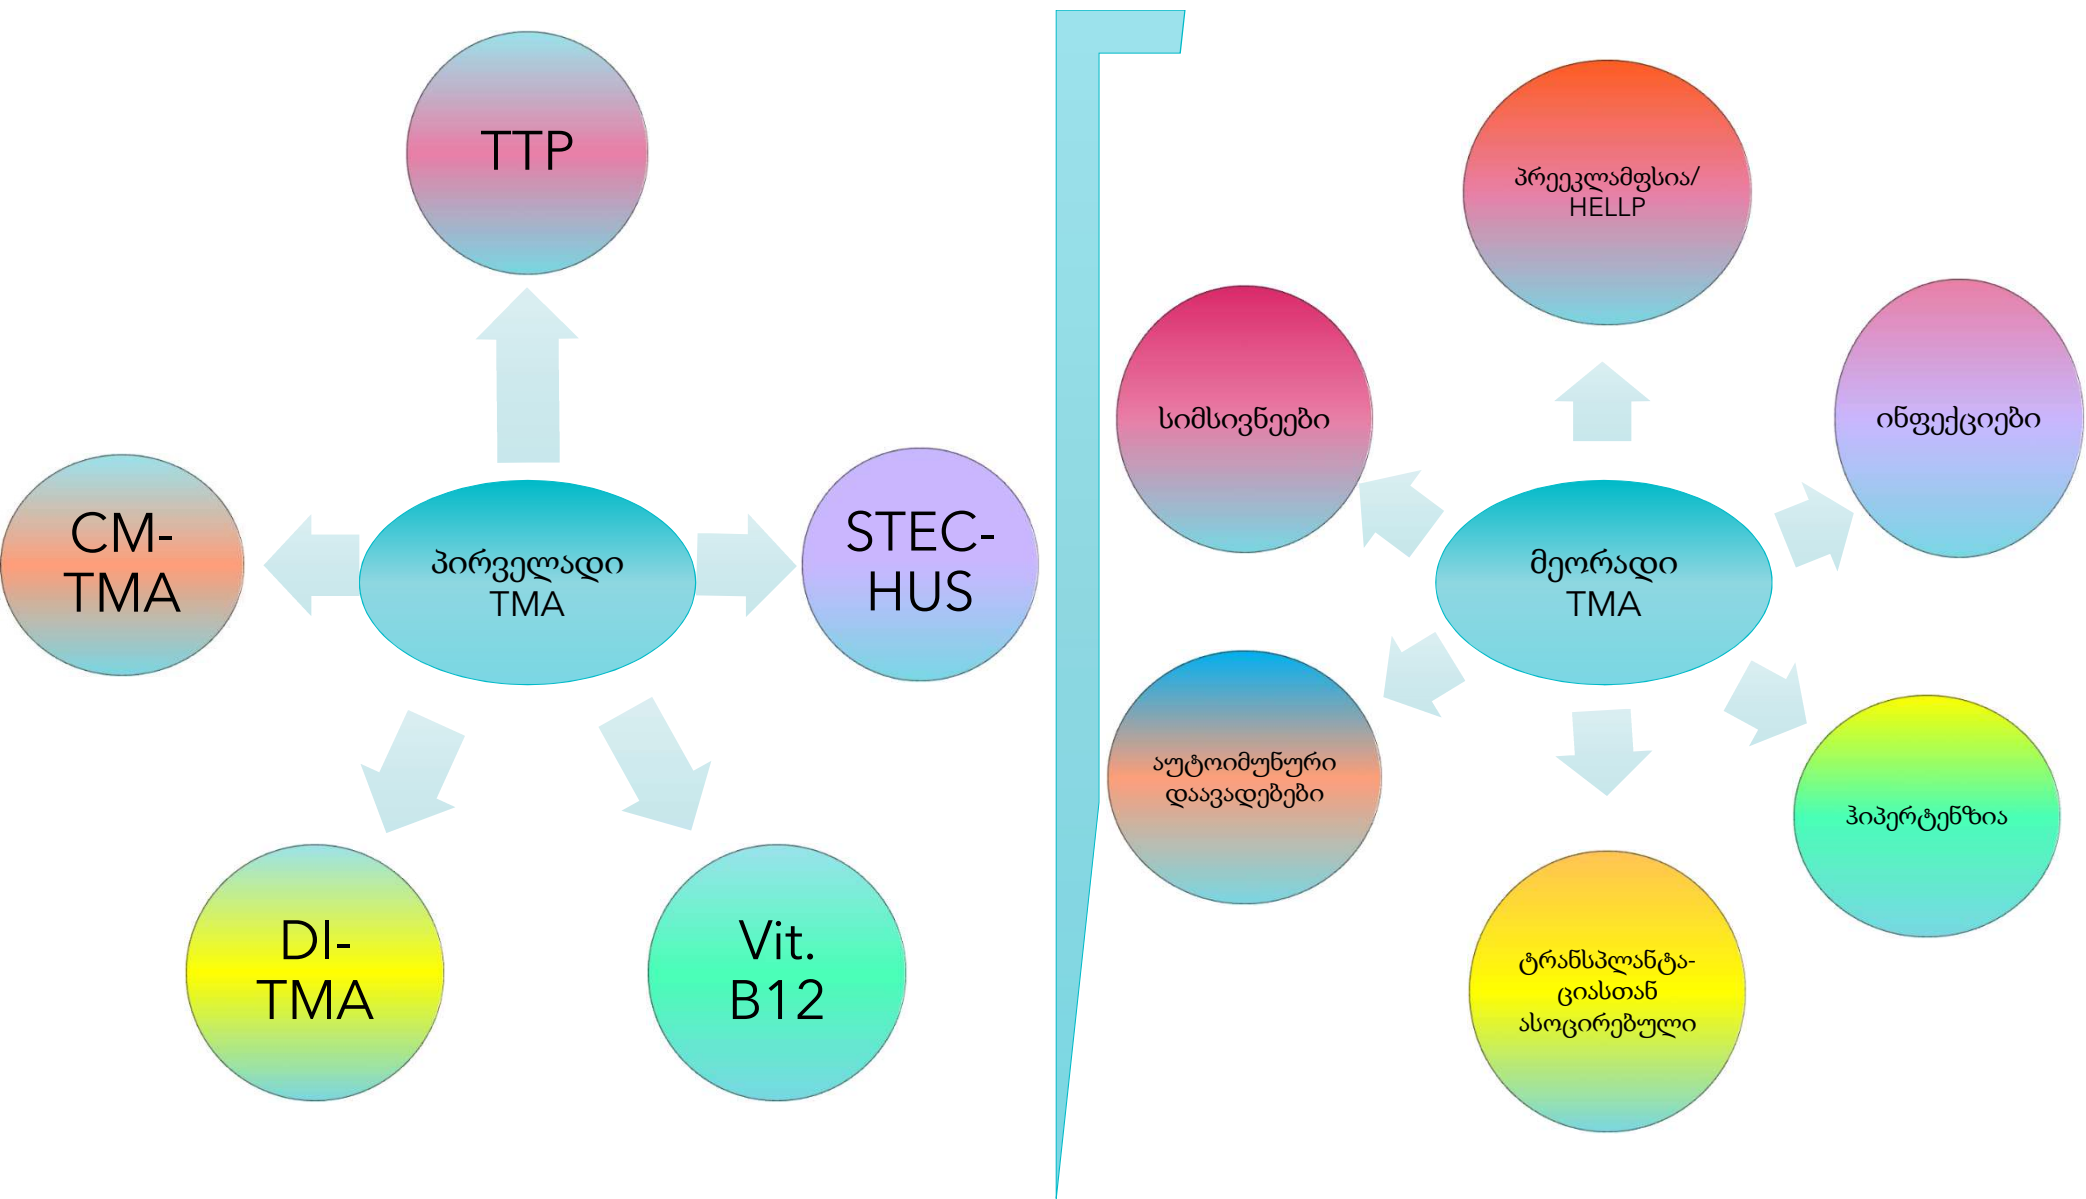 TTP
CM-
TMA
პირველადი
TMA
STEC-
HUS
DI-
TMA
Vit.
B12
პრეეკლამფსია/
HELLP
სიმსივნეები
ინფექციები
მეორადი
TMA
აუტოიმუნური
დაავადებები
ჰიპერტენზია
ტრანსპლანტა-
ციასთან
ასოცირებული